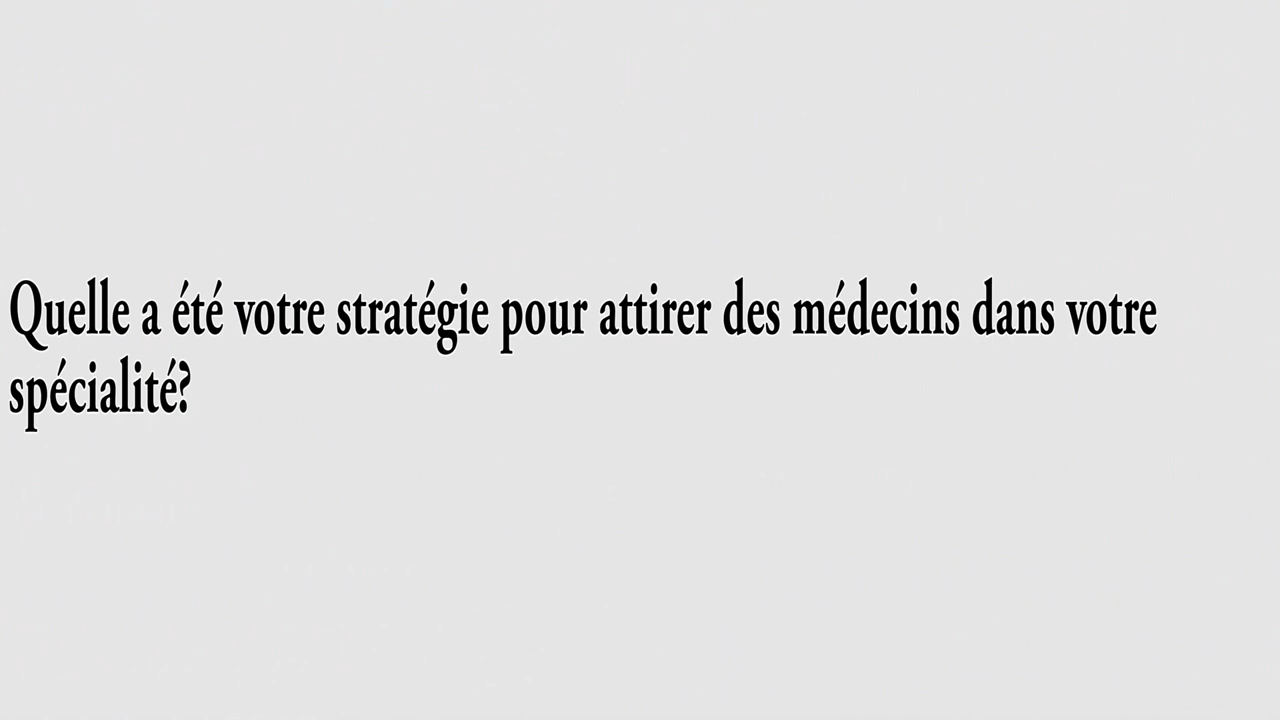 Quelle a été votre stratégie pour attirer des médecins dans votre
spécialité?